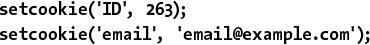 setcookie('ID', 263);
setcookie('email', 'email@example.com');